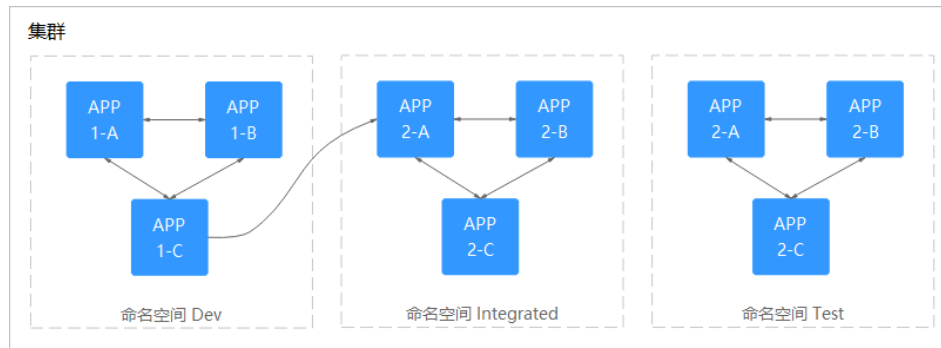 集群
APP
1-A
APP
1-B
APP
1-C
命名空间 Dev
APP
2-A
APP
2-B
APP
2-C
命名空间 Integrated
APP
2-A
APP
2-B
APP
2-C
命名空间 Test